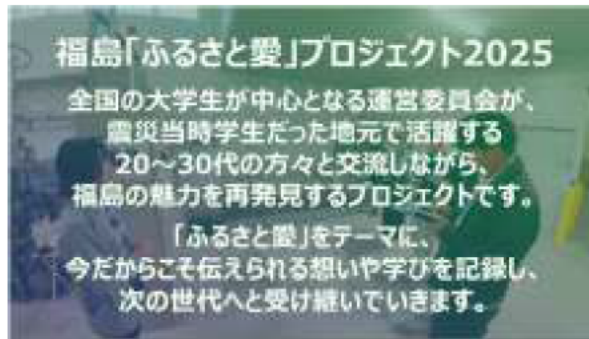 福島「ふるさと愛」プロジェクト2025
全国の大学生が中心となる運営委員会が、
震災当時学生だった地元で活躍する
20～30代の方々と交流しながら、
福島の魅力を再発見するプロジェクトです。
「ふるさと愛」をテーマに、
今だからこそ伝えられる想いや学びを記録し、
次の世代へと受け継いでいきます。